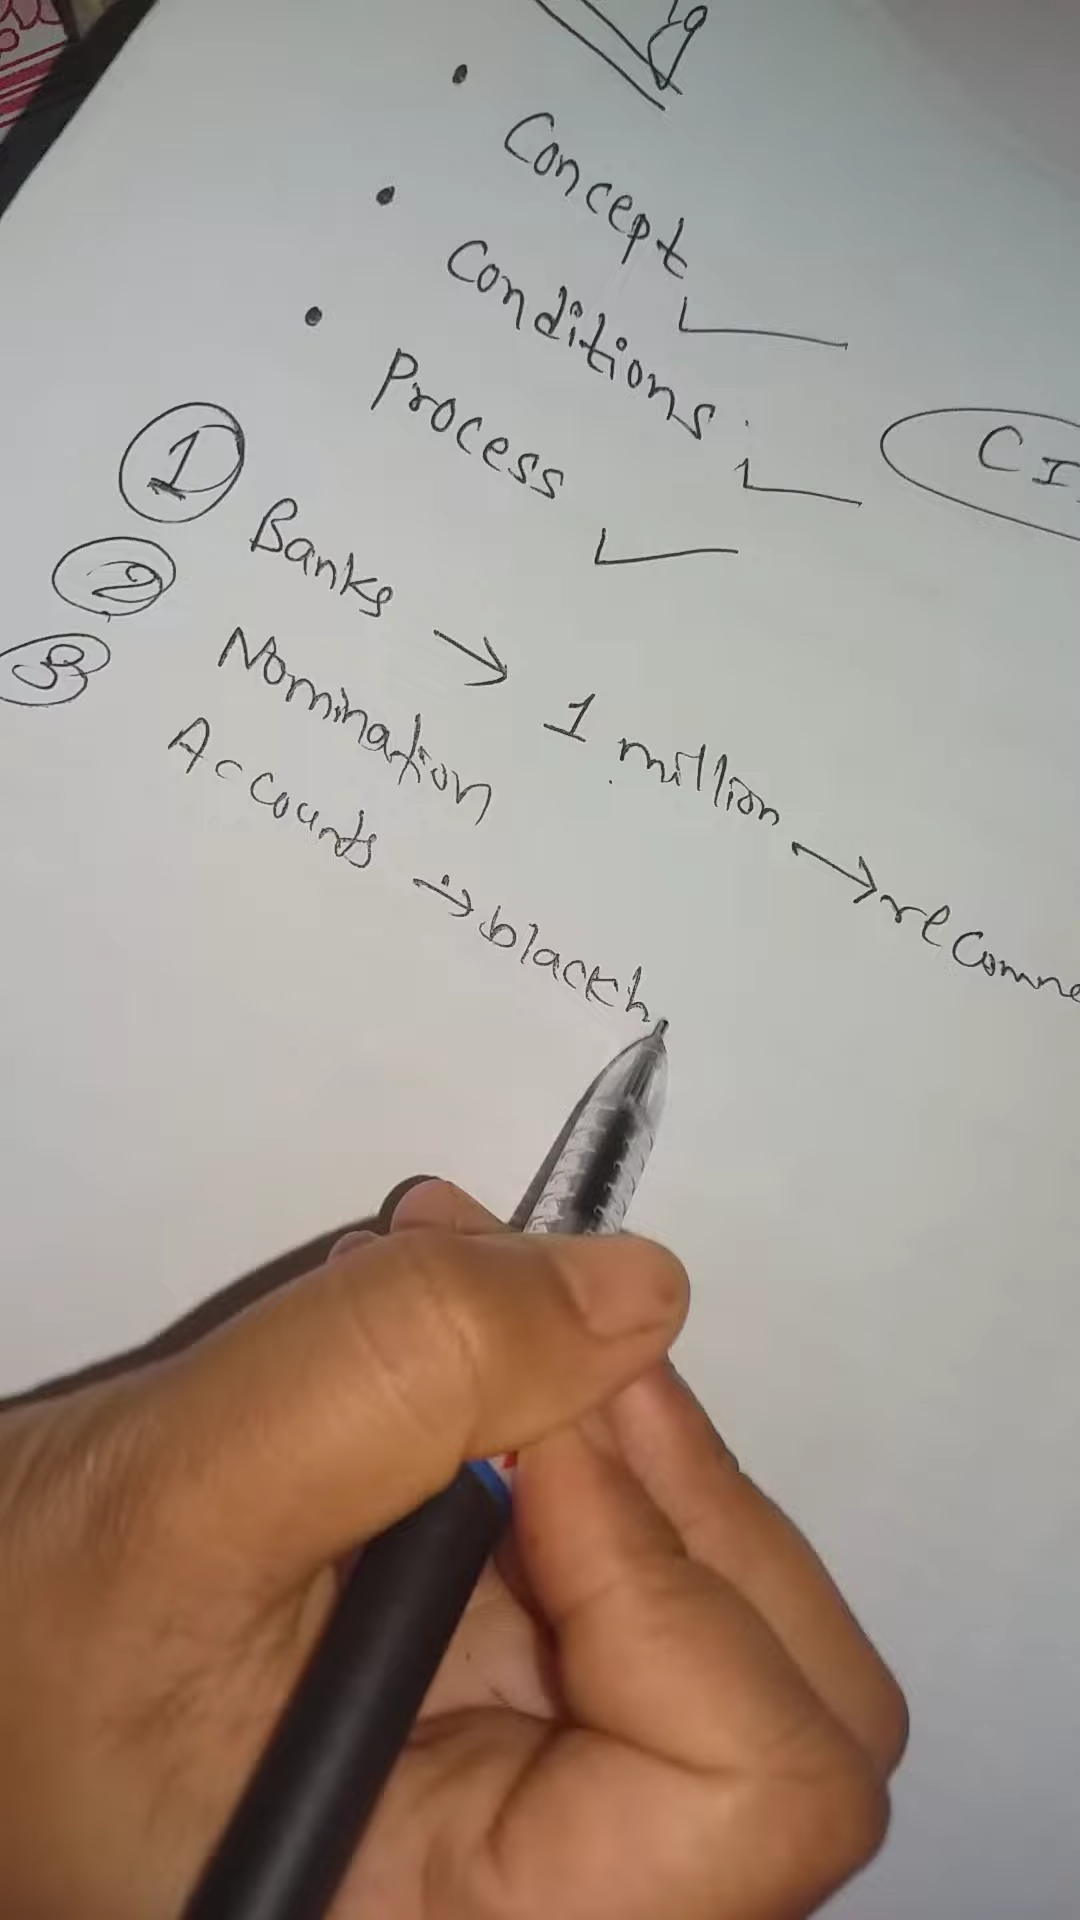 • Concept
• Conditions
• Process
CI
1 Banks → 1 million → recomme
2 Nomination
3 Accounts → blackh